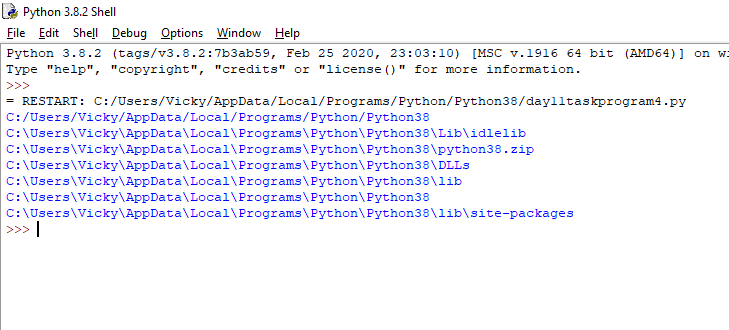 Python 3.8.2 Shell
File Edit Shell Debug Options Window Help
Python 3.8.2 (tags/v3.8.2:7b3ab59, Feb 25 2020, 23:03:10) [MSC v.1916 64 bit (AMD64)] on
Type "help", "copyright", "credits" or "license()" for more information.
>>>
= RESTART: C:/Users/Vicky/AppData/Local/Programs/Python/Python38/day11taskprogram4.py
C:/Users/Vicky/AppData/Local/Programs/Python/Python38
C:\Users\Vicky\AppData\Local\Programs\Python\Python38\Lib\idlelib
C:\Users\Vicky\AppData\Local\Programs\Python\Python38\python38.zip
C:\Users\Vicky\AppData\Local\Programs\Python\Python38\DLLs
C:\Users\Vicky\AppData\Local\Programs\Python\Python38\lib
C:\Users\Vicky\AppData\Local\Programs\Python\Python38
C:\Users\Vicky\AppData\Local\Programs\Python\Python38\lib\site-packages
>>>